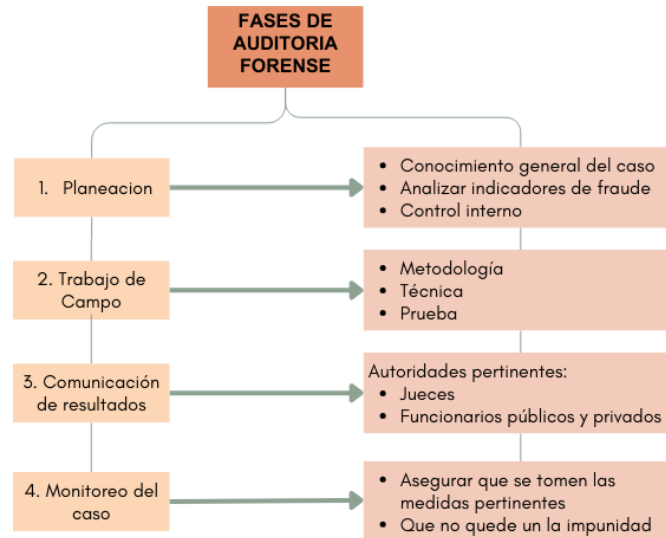 FASES DE
AUDITORIA
FORENSE
1. Planeacion
• Conocimiento general del caso
• Analizar indicadores de fraude
• Control interno
2. Trabajo de
Campo
• Metodología
• Técnica
• Prueba
3. Comunicación
de resultados
Autoridades pertinentes:
• Jueces
• Funcionarios públicos y privados
4. Monitoreo del
caso
• Asegurar que se tomen las
medidas pertinentes
• Que no quede un la impunidad